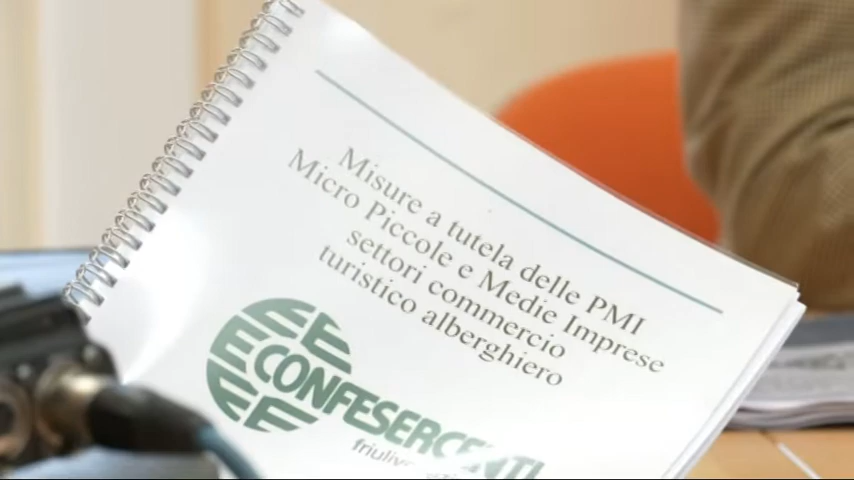 Misure a tutela delle PMI
Micro Piccole e Medie Imprese
settori commercio
turistico alberghiero
CONFESERCENTI